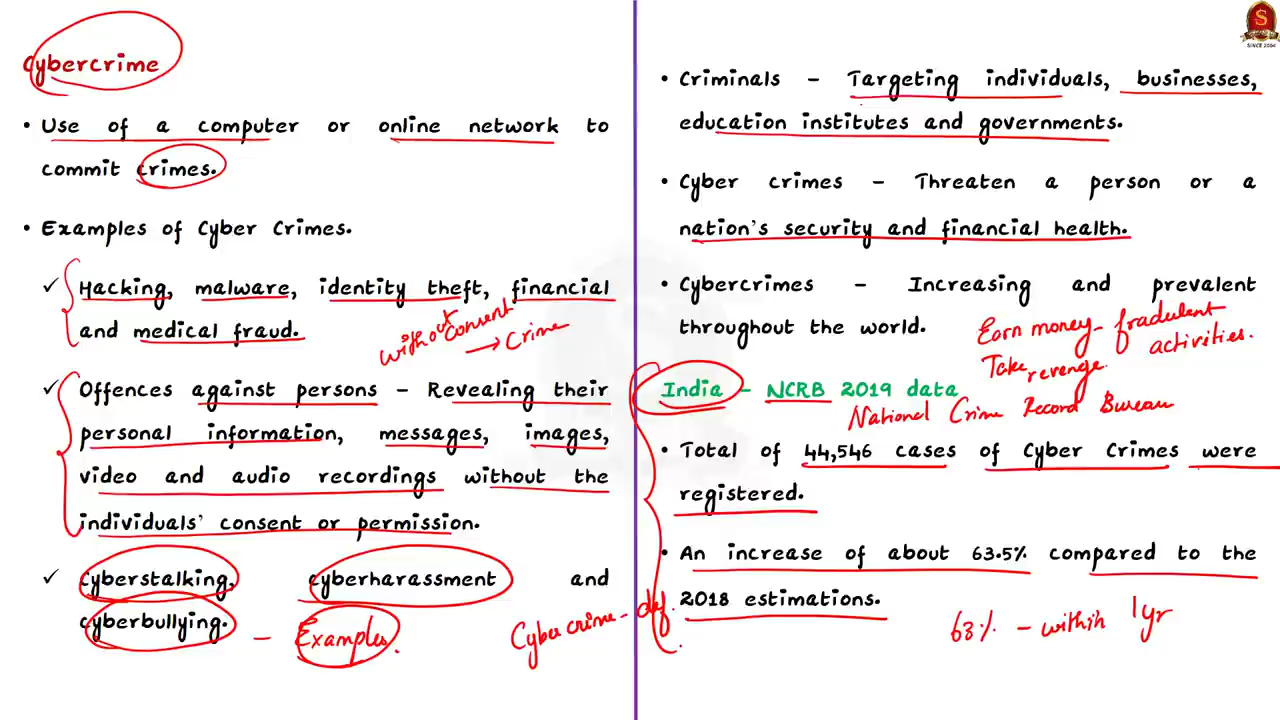 Cybercrime
• Use of a computer or online network to
commit crimes.
• Examples of Cyber Crimes.
✓ Hacking, malware, identity theft, financial
and medical fraud.
without consent
→ Crime
✓ Offences against persons – Revealing their
personal information, messages, images,
video and audio recordings without the
individuals' consent or permission.
✓ Cyberstalking, cyberharassment and
cyberbullying.
– Examples.
Cybercrime - def.
SINCE 2004
• Criminals – Targeting individuals, businesses,
education institutes and governments.
• Cyber crimes – Threaten a person or a
nation's security and financial health.
• Cybercrimes – Increasing and prevalent
throughout the world.
Earn money - fradulent
activities.
Take revenge.
India – NCRB 2019 data
National Crime Record Bureau
• Total of 44,546 cases of Cyber Crimes were
registered.
• An increase of about 63.5% compared to the
2018 estimations.
63% - within 1yr